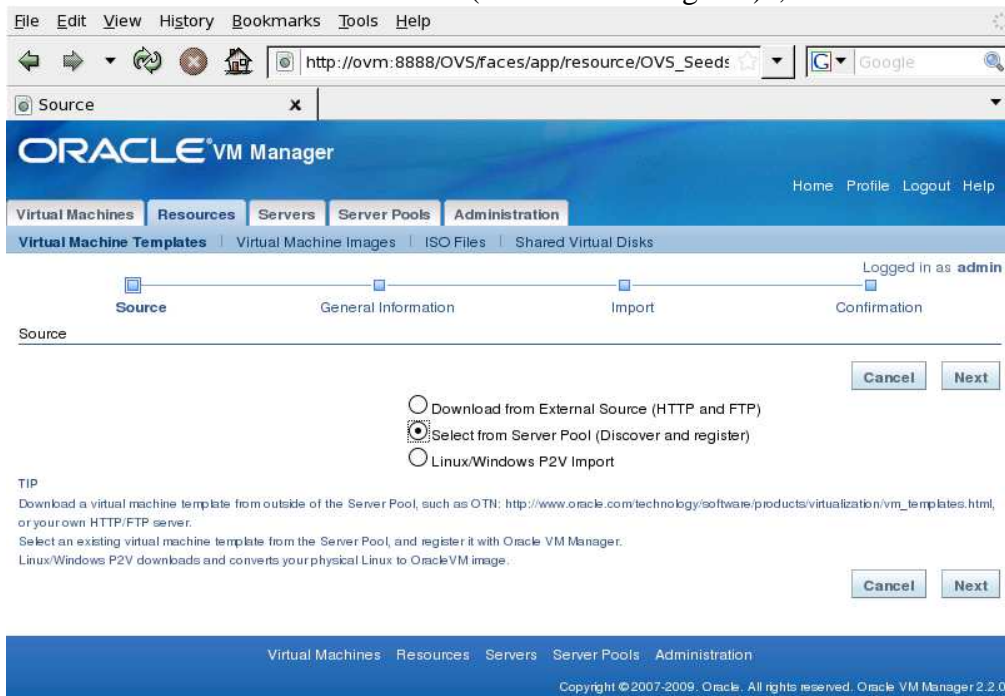 File Edit View History Bookmarks Tools Help
http://ovm:8888/OVS/faces/app/resource/OVS_Seeds
G Google
Source x
ORACLE VM Manager
Home Profile Logout Help
Virtual Machines Resources Servers Server Pools Administration
Virtual Machine Templates | Virtual Machine Images | ISO Files | Shared Virtual Disks
Logged in as admin
Source General Information Import Confirmation
Source
Cancel Next
Download from External Source (HTTP and FTP)
Select from Server Pool (Discover and register)
Linux/Windows P2V Import
TIP
Download a virtual machine template from outside of the Server Pool, such as OTN: http://www.oracle.com/technology/software/products/virtualization/vm_templates.html,
or your own HTTP/FTP server.
Select an existing virtual machine template from the Server Pool, and register it with Oracle VM Manager.
Linux/Windows P2V downloads and converts your physical Linux to OracleVM image.
Cancel Next
Virtual Machines Resources Servers Server Pools Administration
Copyright © 2007-2009. Oracle. All rights reserved. Oracle VM Manager 2.2.0